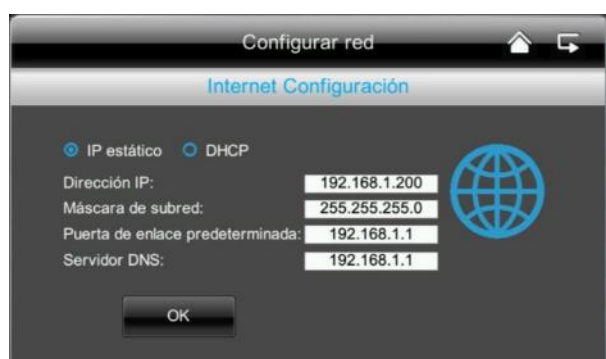 Configurar red
Internet Configuración
IP estático DHCP
Dirección IP: 192.168.1.200
Máscara de subred: 255.255.255.0
Puerta de enlace predeterminada: 192.168.1.1
Servidor DNS: 192.168.1.1
OK